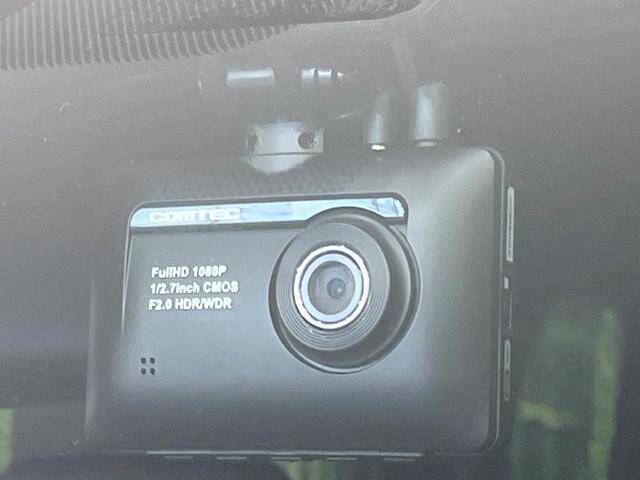 COMTEC
FullHD 1080P
1/2.7inch CMOS
F2.0 HDR/WDR